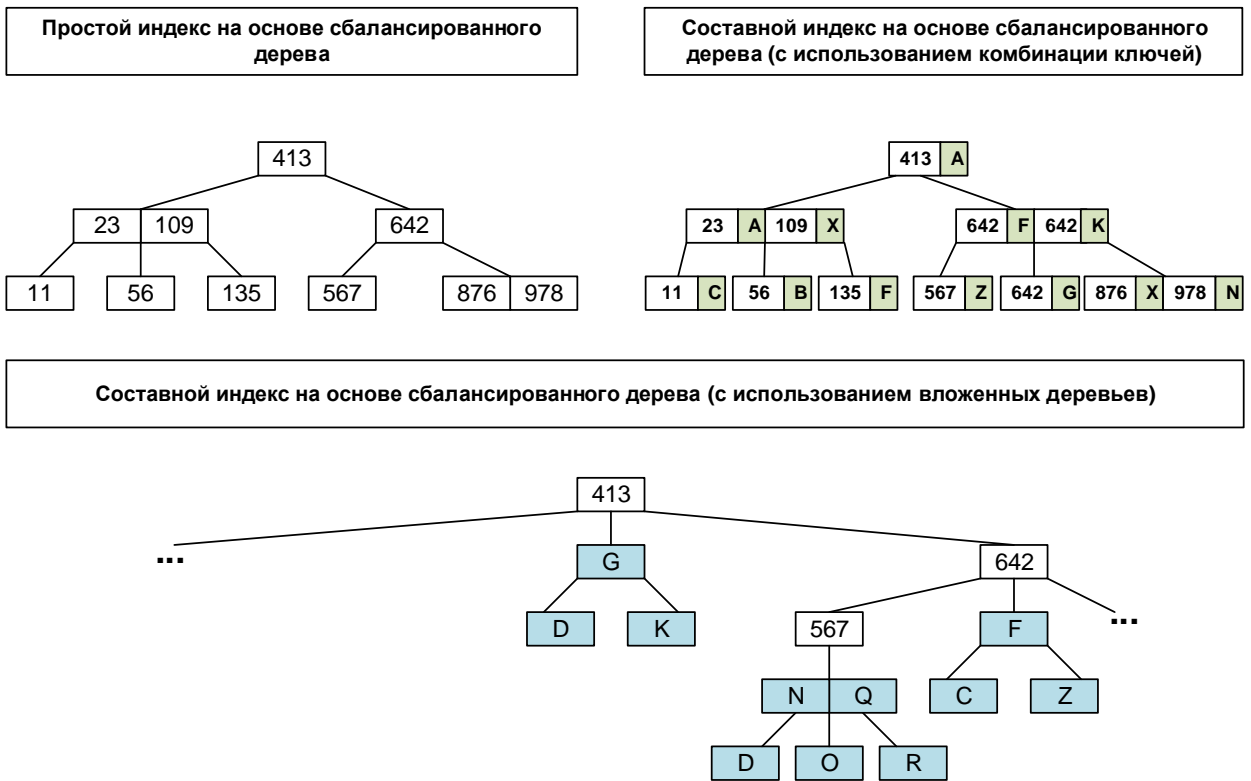 Простой индекс на основе сбалансированного
дерева
Составной индекс на основе сбалансированного
дерева (с использованием комбинации ключей)
413
23 109 642
11 56 135 567 876 978
413 A
23 A 109 X 642 F 642 K
11 C 56 B 135 F 567 Z 642 G 876 X 978 N
Составной индекс на основе сбалансированного дерева (с использованием вложенных деревьев)
413
... G 642
D K 567 F ...
N Q C Z
D O R